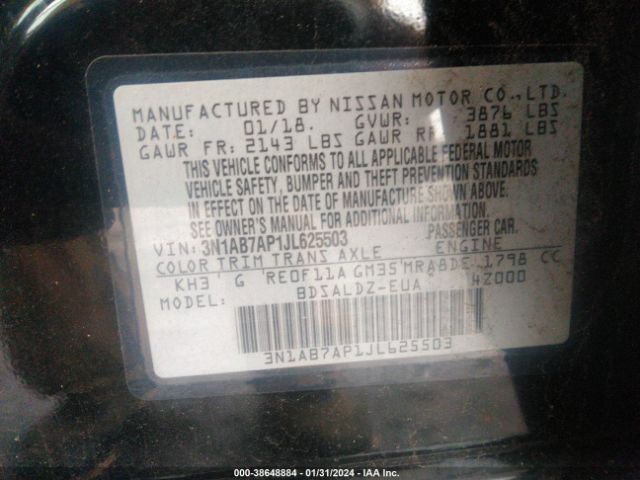 MANUFACTURED BY NISSAN MOTOR CO., LTD.
DATE: 01/18. GVWR: 3876 LBS
GAWR FR: 2143 LBS GAWR RR 1881 LBS
THIS VEHICLE CONFORMS TO ALL APPLICABLE FEDERAL MOTOR
VEHICLE SAFETY, BUMPER AND THEFT PREVENTION STANDARDS
IN EFFECT ON THE DATE OF MANUFACTURE SHOWN ABOVE.
SEE OWNER'S MANUAL FOR ADDITIONAL INFORMATION.
VIN: 3N1AB7AP1JL625503 .PASSENGER CAR.
COLOR TRIM TRANS AXLE ENGINE
KH3 G RE0F11A GM35 MRA8DE 1798 CC
MODEL: BDSALDZ-EUA HZ000
3N1AB7AP1JL625503
000-38648884 — 01/31/2024 — IAA Inc.